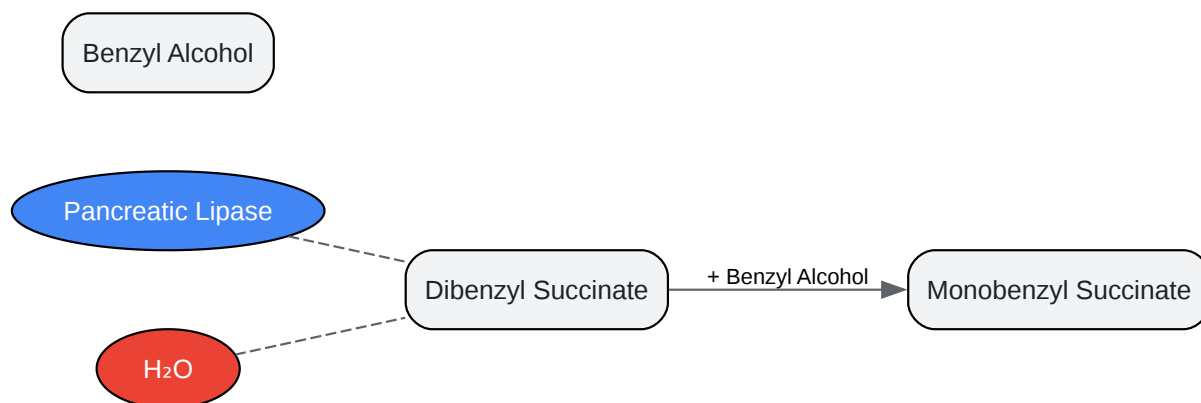 Benzyl Alcohol
Pancreatic Lipase
Dibenzyl Succinate
+ Benzyl Alcohol
Monobenzyl Succinate
H₂O